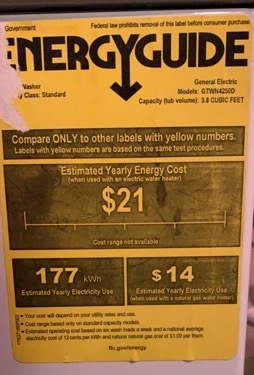 Government
Federal law prohibits removal of this label before consumer purchase
ENERGYGUIDE
Washer
Class: Standard
General Electric
Models: GTWN4250D
Capacity (tub volume): 3.8 CUBIC FEET
Compare ONLY to other labels with yellow numbers.
Labels with yellow numbers are based on the same test procedures.
Estimated Yearly Energy Cost
(when used with an electric water heater)
$21
Cost range not available
177 kWh
Estimated Yearly Electricity Use
$14
Estimated Yearly Electricity Use
(when used with a natural gas water heater)
• Your cost will depend on your utility rates and use.
• Cost range based only on standard capacity models.
• Estimated operating cost based on six wash loads a week and a national average
electricity cost of 12 cents per kWh and natural gas cost of $1.09 per therm.
ftc.gov/energy